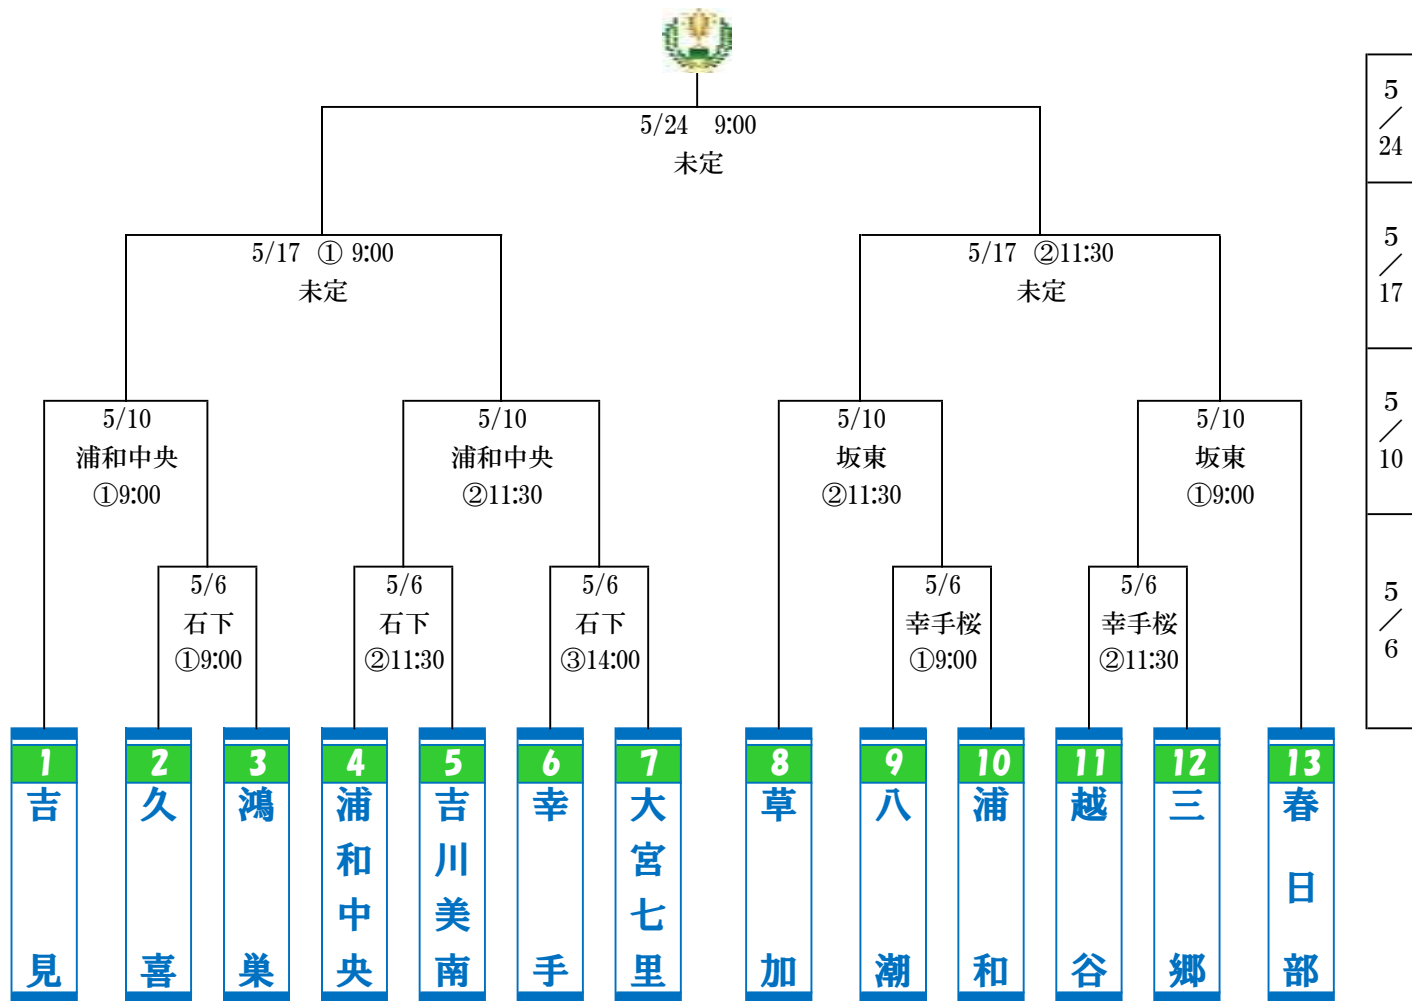 5/24 9:00
未定
5/17 ① 9:00
未定
5/17 ②11:30
未定
5/10
浦和中央
①9:00
5/10
浦和中央
②11:30
5/10
坂東
②11:30
5/10
坂東
①9:00
5/6
石下
①9:00
5/6
石下
②11:30
5/6
石下
③14:00
5/6
幸手桜
①9:00
5/6
幸手桜
②11:30
5/24
5/17
5/10
5/6
1
吉見
2
久喜
3
鴻巣
4
浦和中央
5
吉川美南
6
幸手
7
大宮七里
8
草加
9
八潮
10
浦和
11
越谷
12
三郷
13
春日部